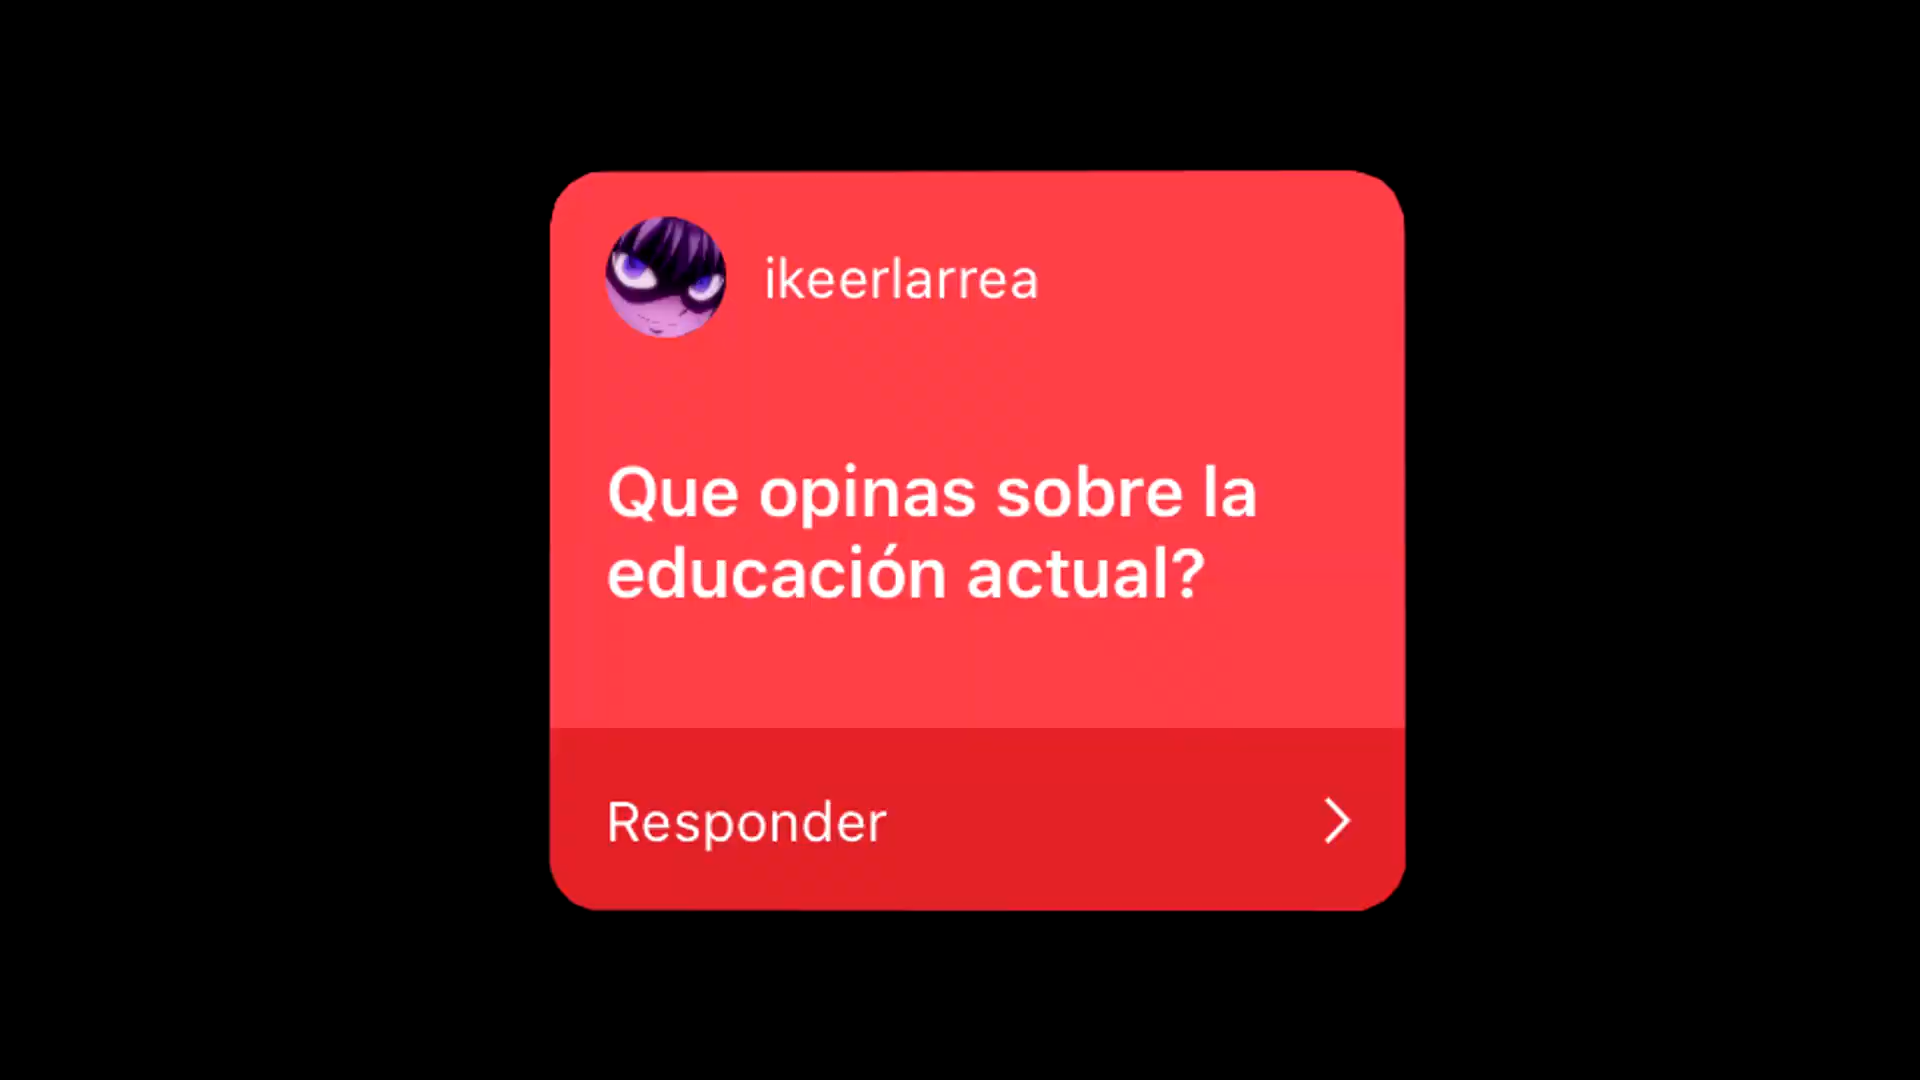 ikeerlarrea
Que opinas sobre la
educación actual?
Responder